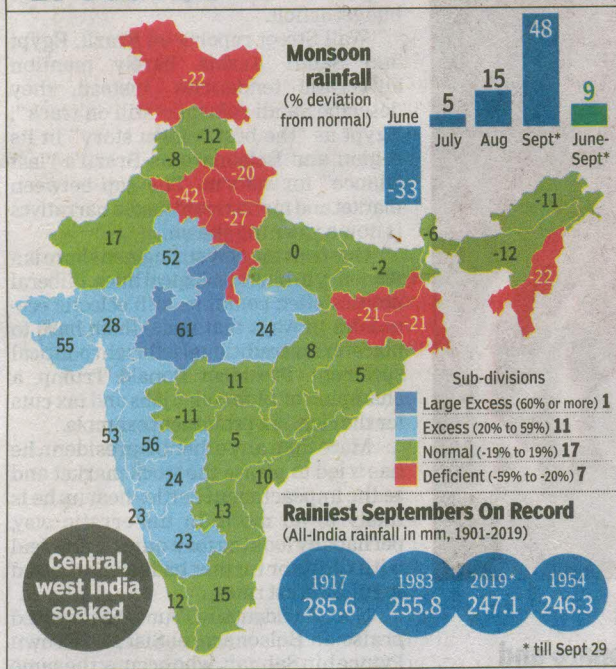 Monsoon
rainfall
(% deviation
from normal)
June
-33
5
July
15
Aug
48
Sept*
9
June-
Sept*
-22
-12
-8
-20
-42
-27
17
52
0
-6
-11
-2
-12
-22
28
61
24
-21
-21
55
8
11
5
-11
53
56
5
24
10
23
13
23
12
15
Sub-divisions
Large Excess (60% or more) 1
Excess (20% to 59%) 11
Normal (-19% to 19%) 17
Deficient (-59% to -20%) 7
Central,
west India
soaked
Rainiest Septembers On Record
(All-India rainfall in mm, 1901-2019)
1917 1983 2019* 1954
285.6 255.8 247.1 246.3
* till Sept 29